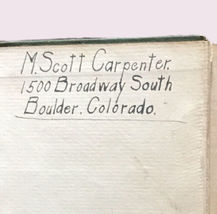 M. Scott Carpenter.
1500 Broadway South
Boulder. Colorado.